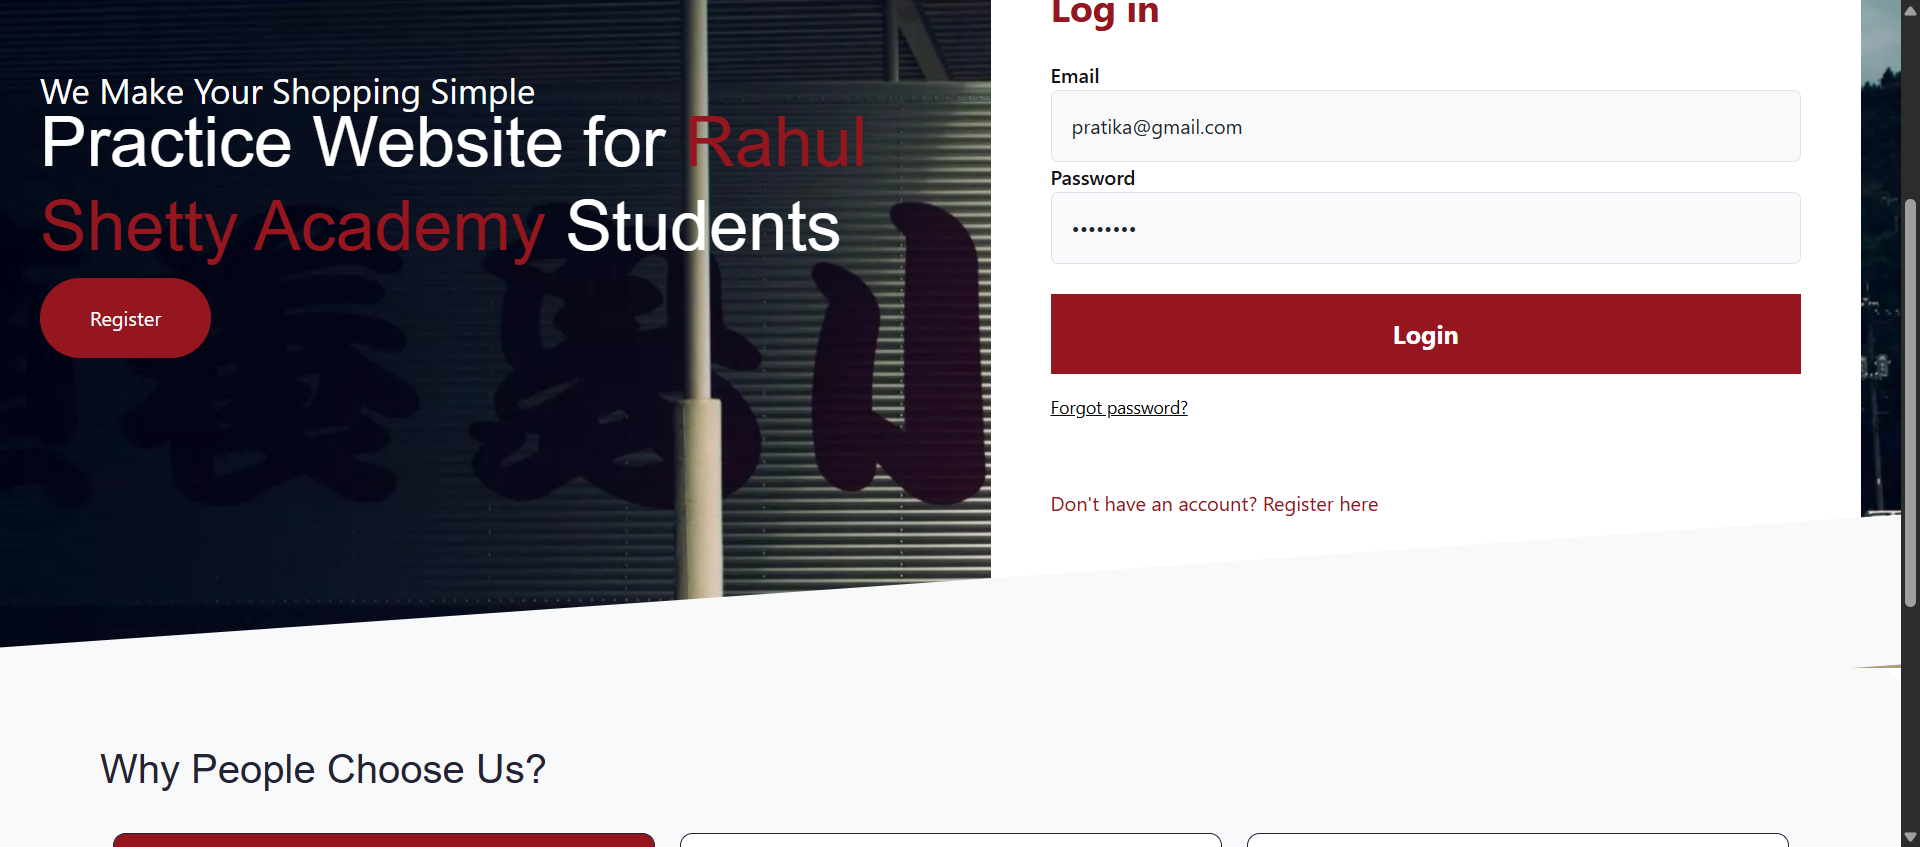 We Make Your Shopping Simple
Practice Website for Rahul
Shetty Academy Students
Register
Log in
Email
pratika@gmail.com
Password
••••••••
Login
Forgot password?
Don't have an account? Register here
Why People Choose Us?